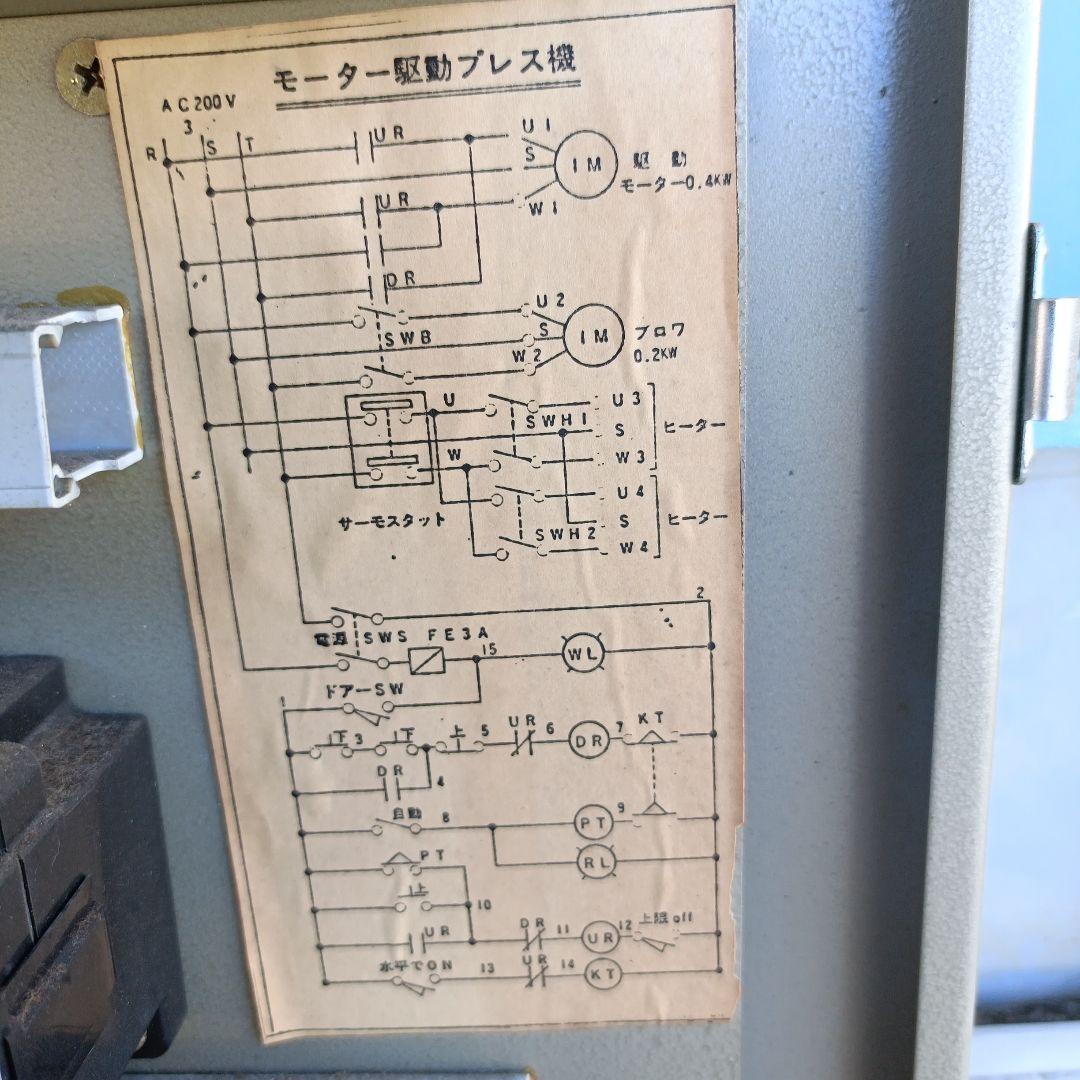 モーター駆動プレス機
AC200V
3
R S T
UR U1
S IM 駆動
モーター0.4KW
UR W1
DR
U2
SWB S IM ブロワ
W2 0.2KW
U U3
SWH1 S ヒーター
W W3
U4
サーモスタット SWH2 S ヒーター
W4
2
電源 SWS FE3A 15 WL
ドアーSW
1
下 3 下 上 5 UR 6 DR 7 KT
DR 4
自動 8 PT 9
RL
PT
上 10
UR DR 11 UR 12 上限off
水平でON 13 UR 14 KT